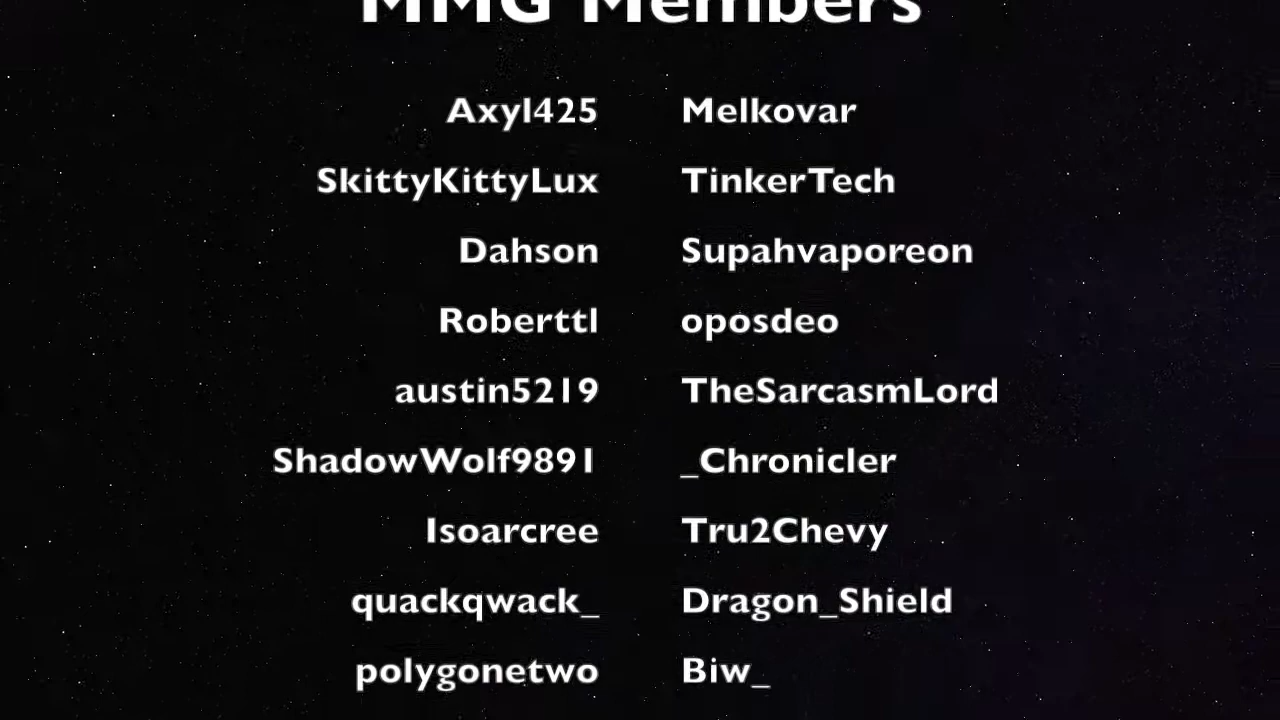 MMG Members
Axyl425 Melkovar
SkittyKittyLux TinkerTech
Dahson Supahvaporeon
Roberttl oposdeo
austin5219 TheSarcasmLord
ShadowWolf9891 _Chronicler
Isoarcree Tru2Chevy
quackqwack_ Dragon_Shield
polygonetwo Biw_